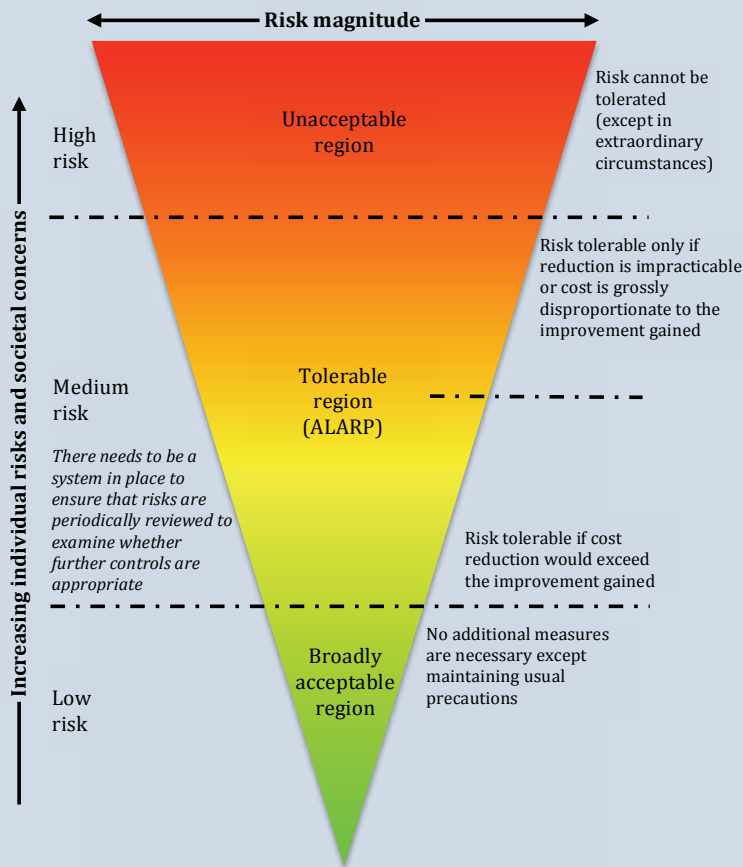 Risk magnitude
Increasing individual risks and societal concerns
High
risk
Unacceptable
region
Risk cannot be
tolerated
(except in
extraordinary
circumstances)
Risk tolerable only if
reduction is impracticable
or cost is grossly
disproportionate to the
improvement gained
Medium
risk
Tolerable
region
(ALARP)
There needs to be a
system in place to
ensure that risks are
periodically reviewed to
examine whether
further controls are
appropriate
Risk tolerable if cost
reduction would exceed
the improvement gained
Low
risk
Broadly
acceptable
region
No additional measures
are necessary except
maintaining usual
precautions